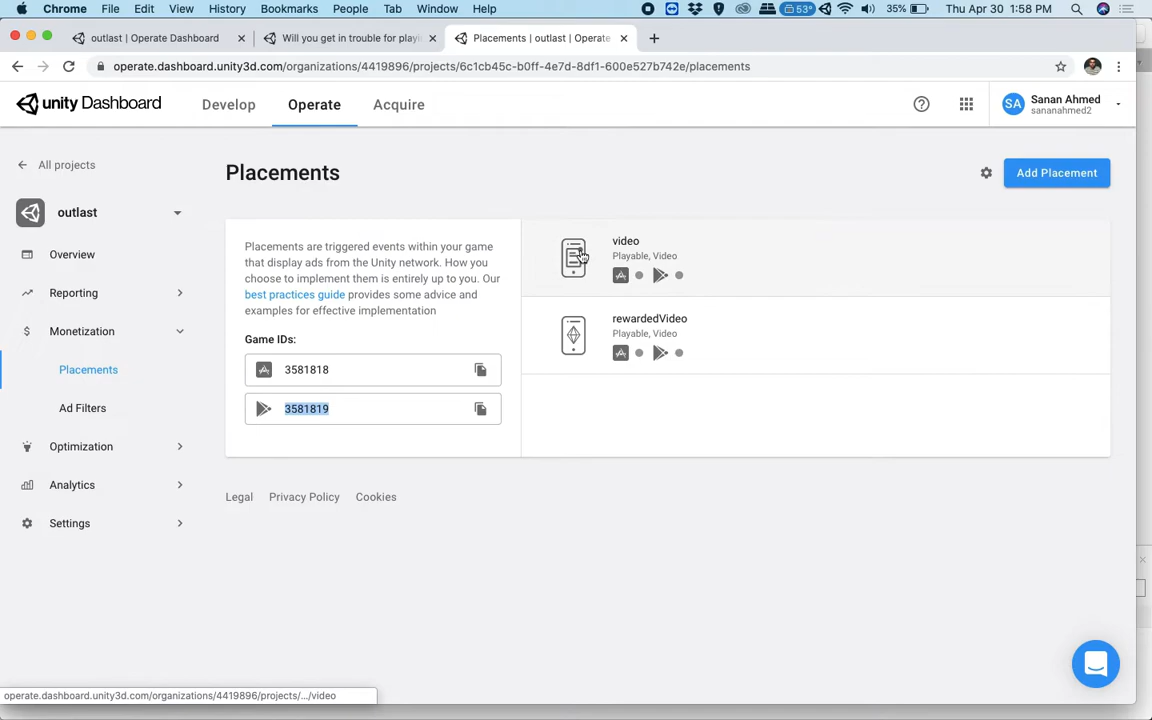 Chrome File Edit View History Bookmarks People Tab Window Help 53° 35% Thu Apr 30 1:58 PM
outlast | Operate Dashboard
Will you get in trouble for playi
Placements | outlast | Operate
operate.dashboard.unity3d.com/organizations/4419896/projects/6c1cb45c-b0ff-4e7d-8df1-600e527b742e/placements
unity Dashboard
Develop
Operate
Acquire
SA
Sanan Ahmed
sananahmed2
All projects
outlast
Overview
Reporting
Monetization
Placements
Ad Filters
Optimization
Analytics
Settings
Placements
Add Placement
Placements are triggered events within your game
that display ads from the Unity network. How you
choose to implement them is entirely up to you. Our
best practices guide provides some advice and
examples for effective implementation
Game IDs:
3581818
3581819
video
Playable, Video
rewardedVideo
Playable, Video
Legal Privacy Policy Cookies
operate.dashboard.unity3d.com/organizations/4419896/projects/.../video